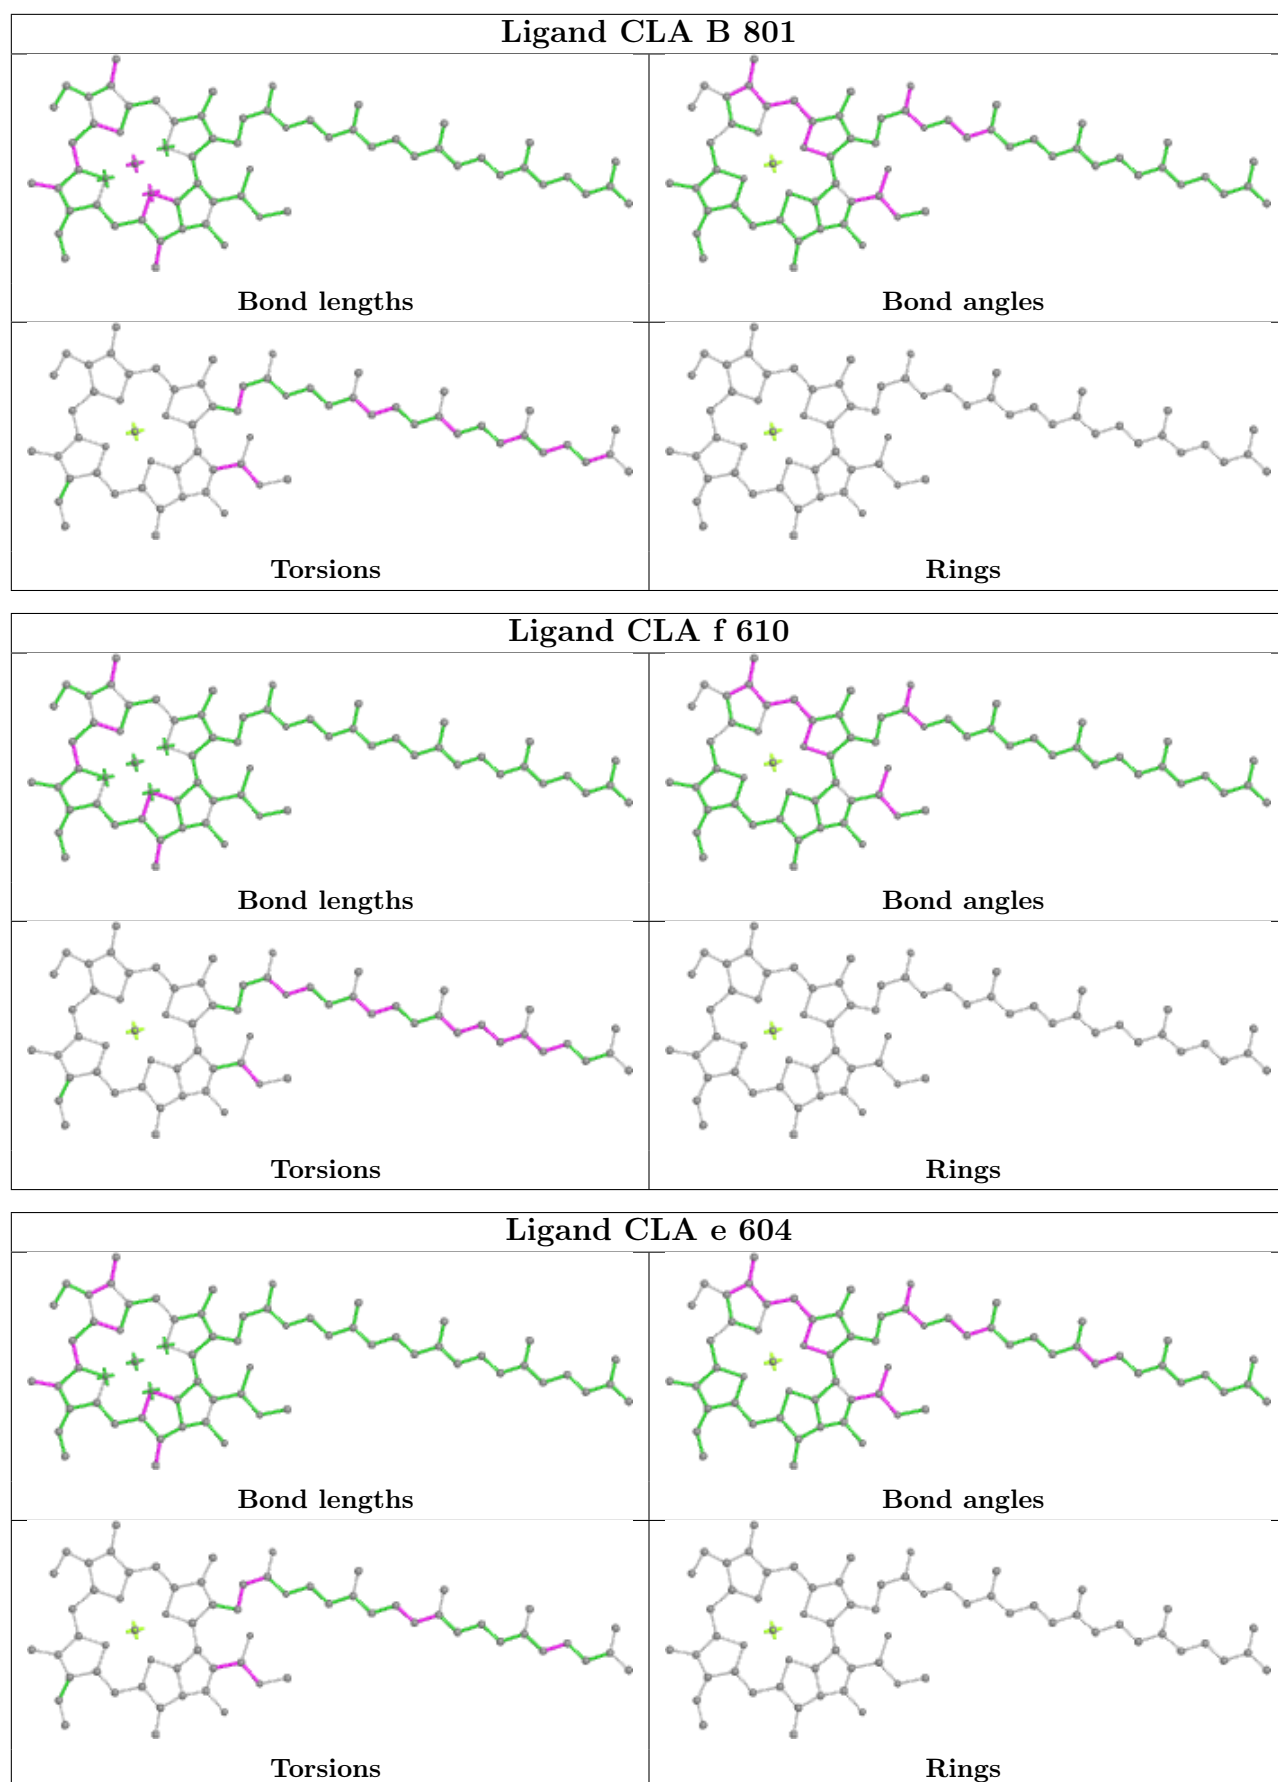 Ligand CLA B 801
Bond lengths
Bond angles
Torsions
Rings
Ligand CLA f 610
Bond lengths
Bond angles
Torsions
Rings
Ligand CLA e 604
Bond lengths
Bond angles
Torsions
Rings